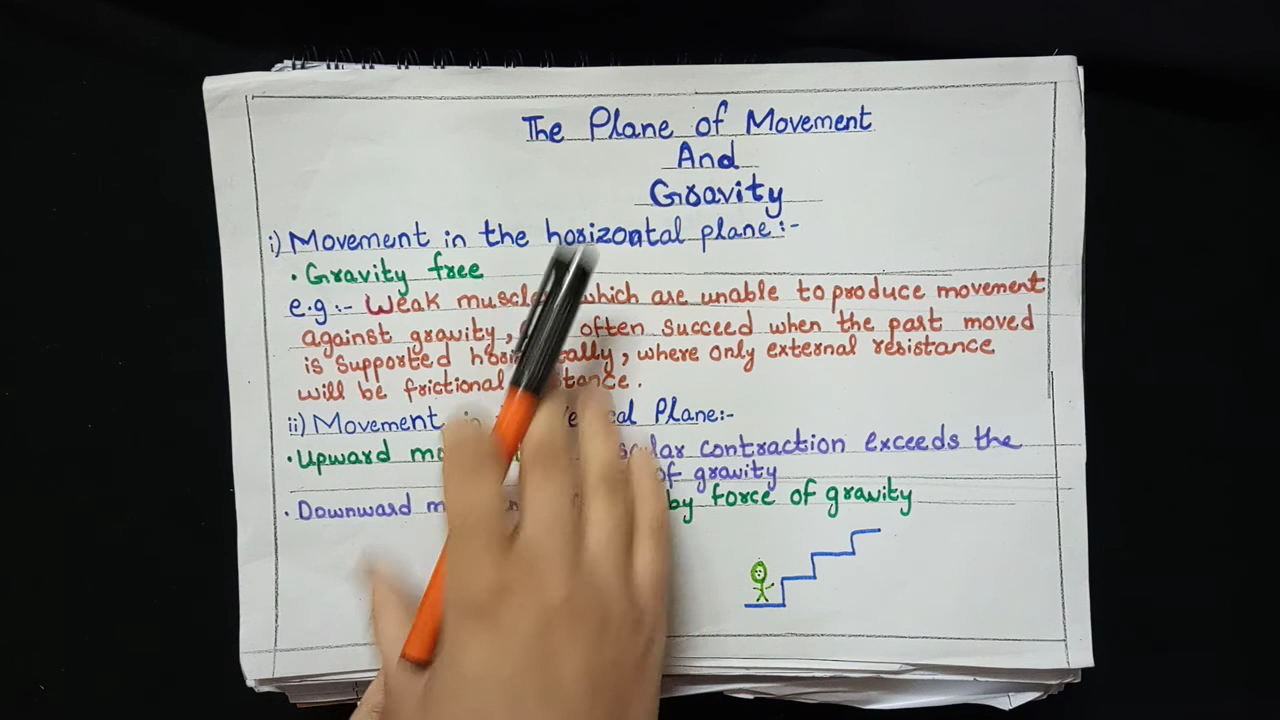 The Plane of Movement
And
Gravity
i) Movement in the horizontal plane:-
• Gravity free
e.g:- Weak muscle which are unable to produce movement
against gravity, often succeed when the part moved
is supported, where only external resistance
will be frictional
ii) Movement in Plane:-
• Upward contraction exceeds the
of gravity
• Downward by force of gravity